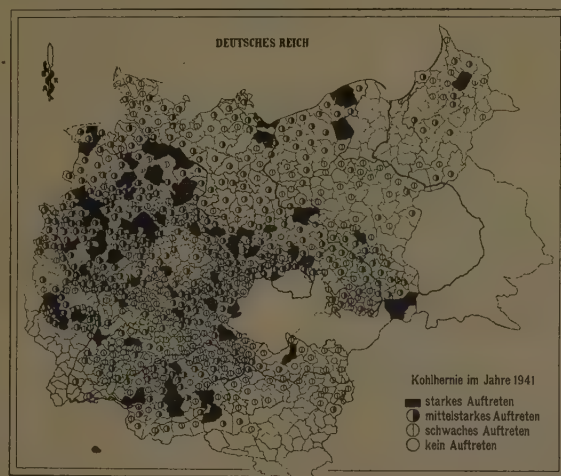 DEUTSCHES REICH
Kohlhernie im Jahre 1941
starkes Auftreten
mittelstarkes Auftreten
schwaches Auftreten
kein Auftreten